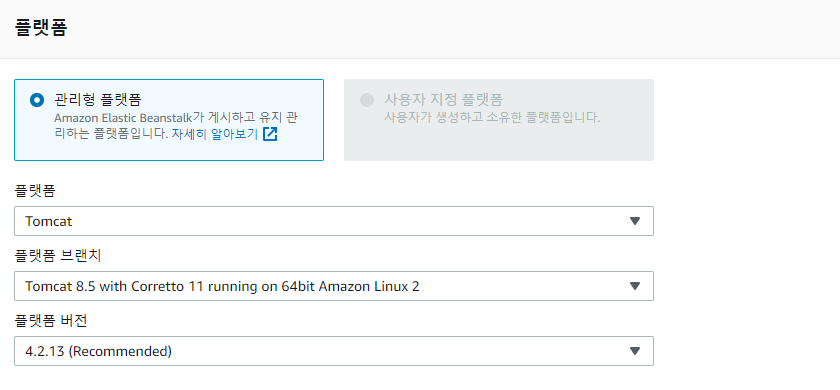 플랫폼
관리형 플랫폼
Amazon Elastic Beanstalk가 게시하고 유지 관
리하는 플랫폼입니다. 자세히 알아보기
사용자 지정 플랫폼
사용자가 생성하고 소유한 플랫폼입니다.
플랫폼
Tomcat
플랫폼 브랜치
Tomcat 8.5 with Corretto 11 running on 64bit Amazon Linux 2
플랫폼 버전
4.2.13 (Recommended)